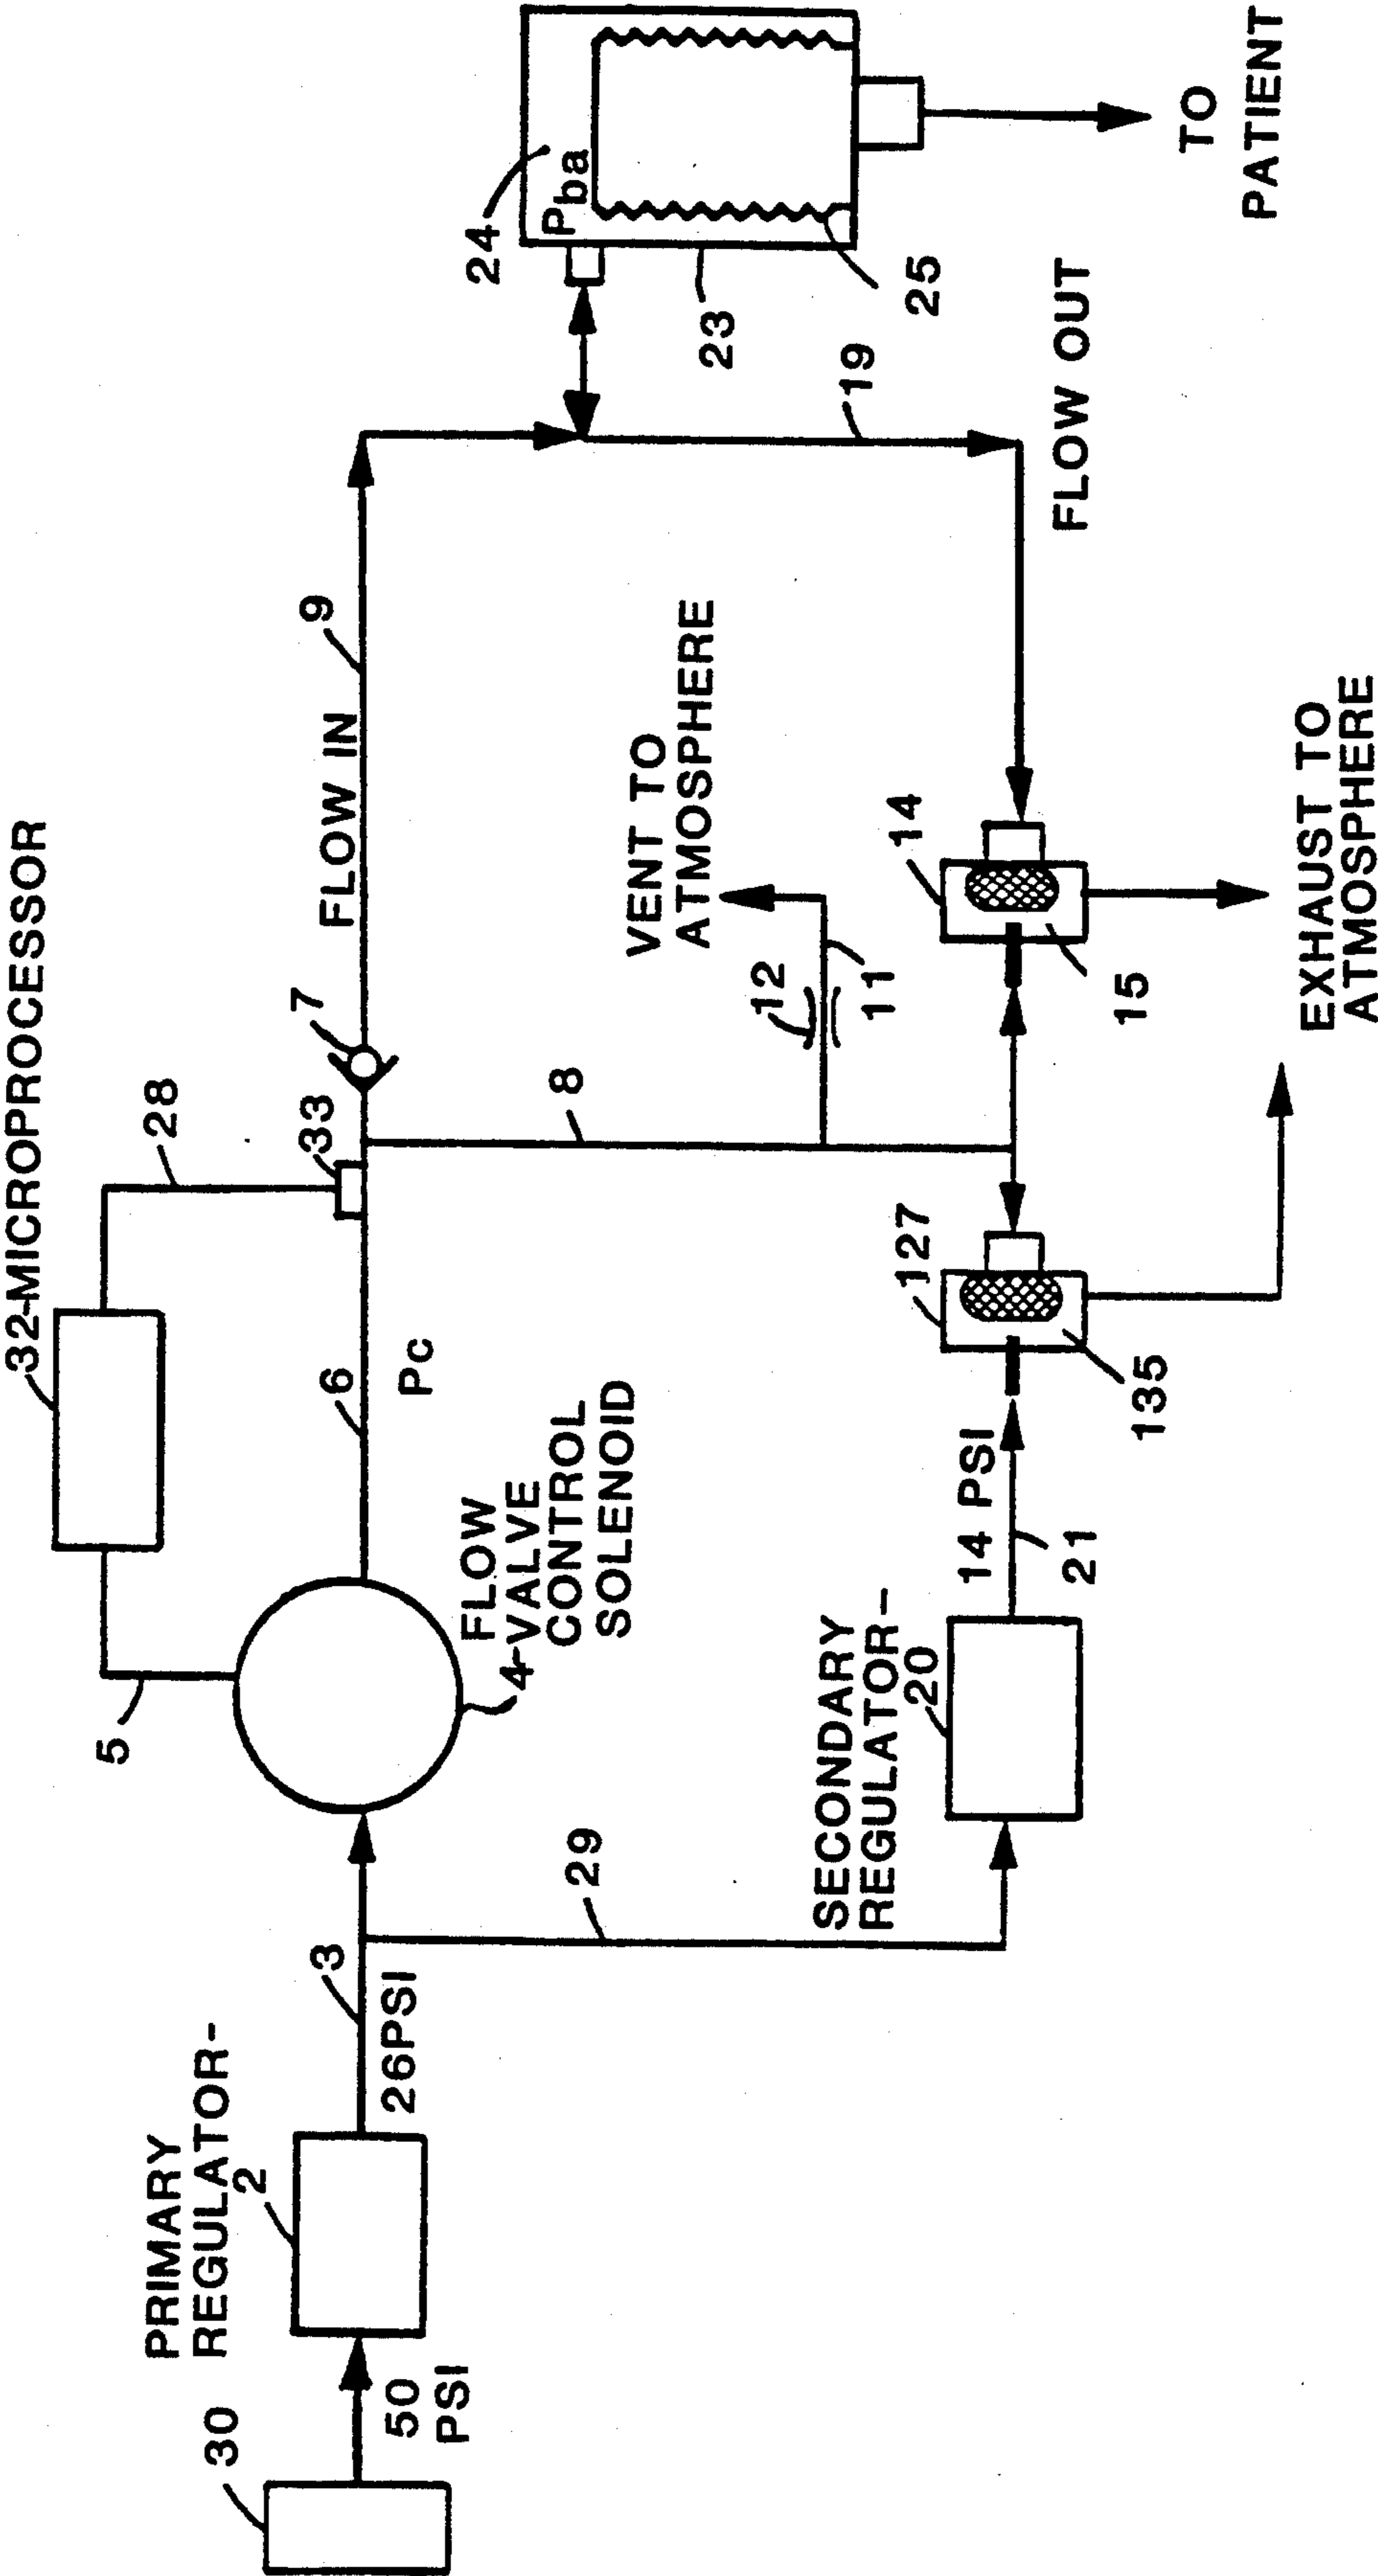 32-MICROPROCESSOR
5
28
33
7
9
FLOW IN
6
Pc
4-
FLOW
VALVE
CONTROL
SOLENOID
PRIMARY
REGULATOR-
2
30
50
PSI
3
26PSI
29
SECONDARY
REGULATOR-
20
14 PSI
21
127
135
8
12
11
VENT TO
ATMOSPHERE
14
15
EXHAUST TO
ATMOSPHERE
24
Pba
23
25
19
FLOW OUT
TO
PATIENT